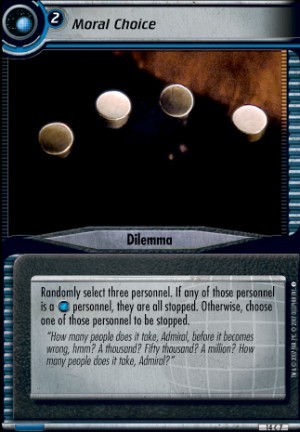 2 Moral Choice
Dilemma
Randomly select three personnel. If any of those personnel
is a personnel, they are all stopped. Otherwise, choose
one of those personnel to be stopped.
"How many people does it take, Admiral, before it becomes
wrong, hmm? A thousand? Fifty thousand? A million? How
many people does it take, Admiral?"
14 C 7